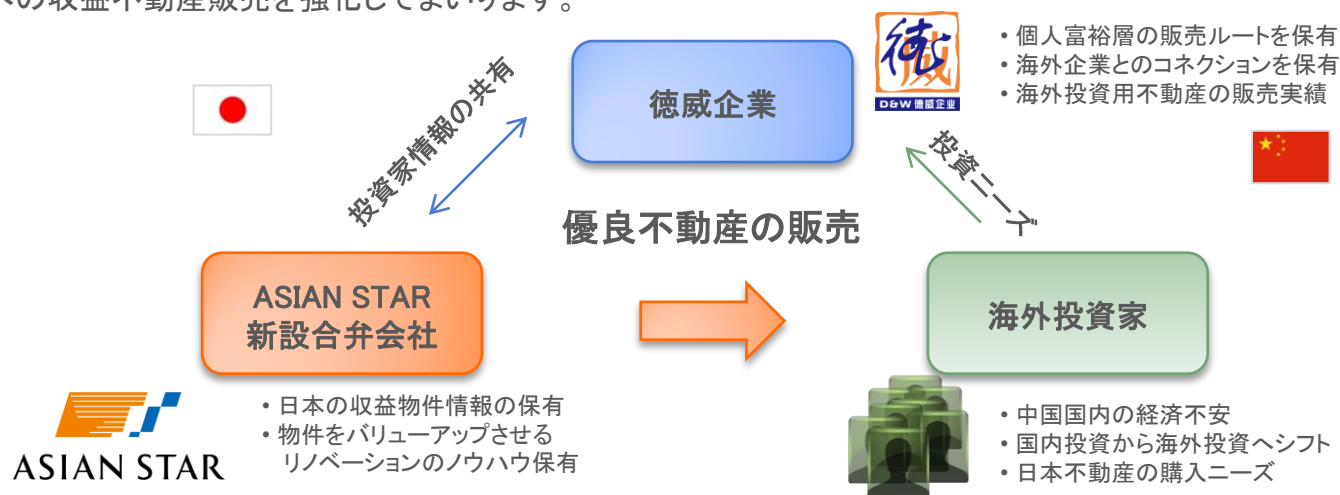 への収益不動産販売を強化してまいります。
徳威企業
徳威
D&W 徳威企业
• 個人富裕層の販売ルートを保有
• 海外企業とのコネクションを保有
• 海外投資用不動産の販売実績
投資家情報の共有
投資ニーズ
優良不動産の販売
ASIAN STAR
新設合弁会社
海外投資家
ASIAN STAR
• 日本の収益物件情報の保有
• 物件をバリューアップさせる
リノベーションのノウハウ保有
• 中国国内の経済不安
• 国内投資から海外投資へシフト
• 日本不動産の購入ニーズ